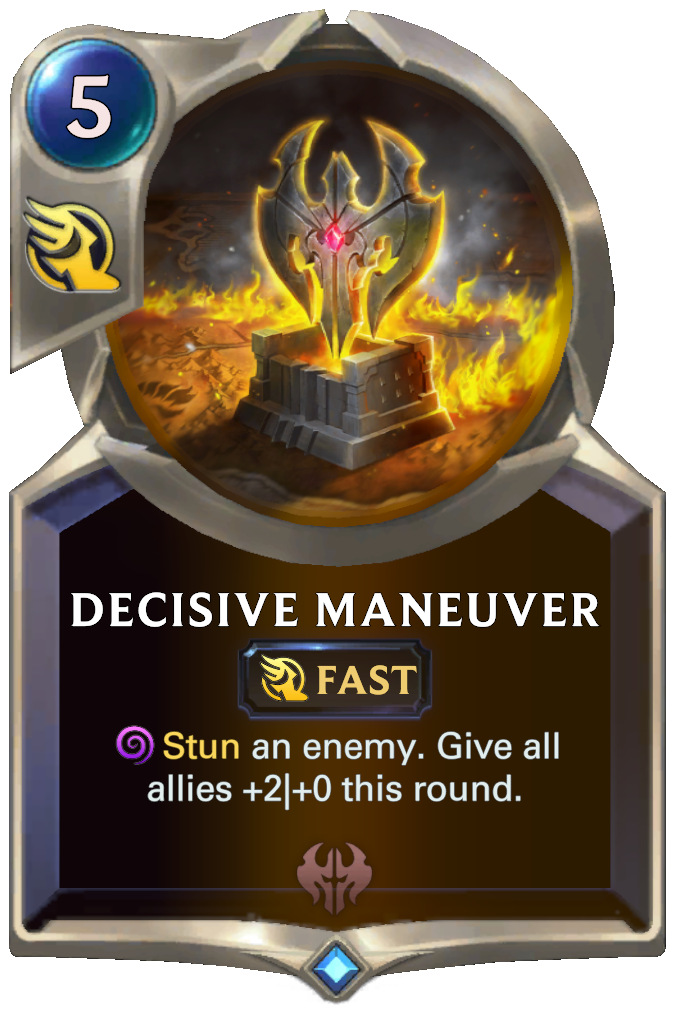 5
DECISIVE MANEUVER
FAST
Stun an enemy. Give all
allies +2|+0 this round.